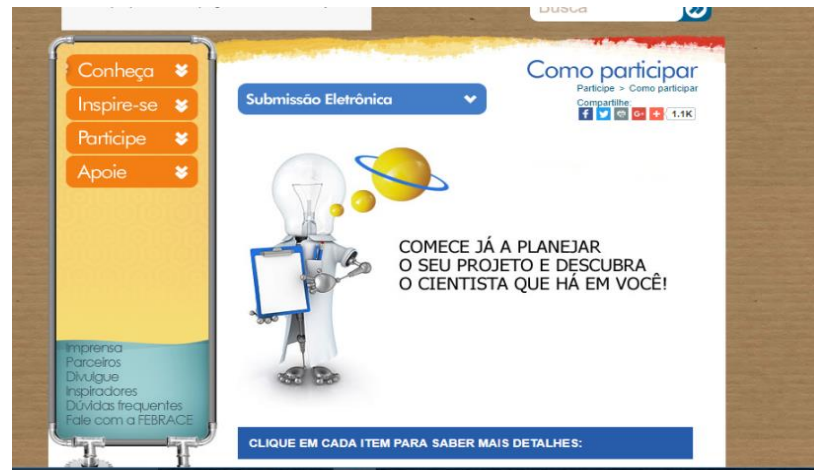 Busca
Conheça
Inspire-se
Participe
Apoie
Imprensa
Parceiros
Divulgue
Inspiradores
Dúvidas frequentes
Fale com a FEBRACE
Submissão Eletrônica
Como participar
Participe > Como participar
Compartilhe:
1.1K
COMECE JÁ A PLANEJAR
O SEU PROJETO E DESCUBRA
O CIENTISTA QUE HÁ EM VOCÊ!
CLIQUE EM CADA ITEM PARA SABER MAIS DETALHES: